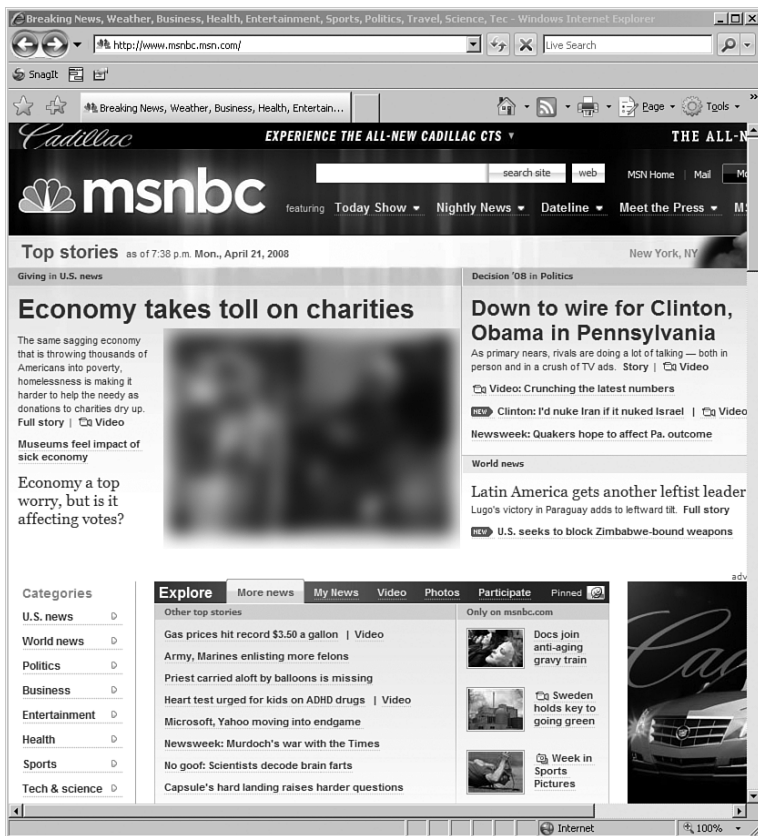 Breaking News, Weather, Business, Health, Entertainment, Sports, Politics, Travel, Science, Tec - Windows Internet Explorer
http://www.msnbc.msn.com/
Live Search
SnagIt
Breaking News, Weather, Business, Health, Entertain...
Page
Tools
Cadillac
EXPERIENCE THE ALL-NEW CADILLAC CTS
THE ALL-N
msnbc
search site
web
MSN Home | Mail
featuring Today Show Nightly News Dateline Meet the Press
Top stories as of 7:38 p.m. Mon., April 21, 2008
New York, NY
Giving in U.S. news
Economy takes toll on charities
The same sagging economy
that is throwing thousands of
Americans into poverty,
homelessness is making it
harder to help the needy as
donations to charities dry up.
Full story | Video
Museums feel impact of
sick economy
Economy a top
worry, but is it
affecting votes?
Decision '08 in Politics
Down to wire for Clinton,
Obama in Pennsylvania
As primary nears, rivals are doing a lot of talking — both in
person and in a crush of TV ads. Story | Video
Video: Crunching the latest numbers
NEW Clinton: I'd nuke Iran if it nuked Israel | Video
Newsweek: Quakers hope to affect Pa. outcome
World news
Latin America gets another leftist leader
Lugo's victory in Paraguay adds to leftward tilt. Full story
NEW U.S. seeks to block Zimbabwe-bound weapons
adv
Categories
U.S. news
World news
Politics
Business
Entertainment
Health
Sports
Tech & science
Explore More news My News Video Photos Participate Pinned
Other top stories
Gas prices hit record $3.50 a gallon | Video
Army, Marines enlisting more felons
Priest carried aloft by balloons is missing
Heart test urged for kids on ADHD drugs | Video
Microsoft, Yahoo moving into endgame
Newsweek: Murdoch's war with the Times
No goof: Scientists decode brain farts
Capsule's hard landing raises harder questions
Only on msnbc.com
Docs join
anti-aging
gravy train
Sweden
holds key to
going green
Week in
Sports
Pictures
Cad
Internet
100%